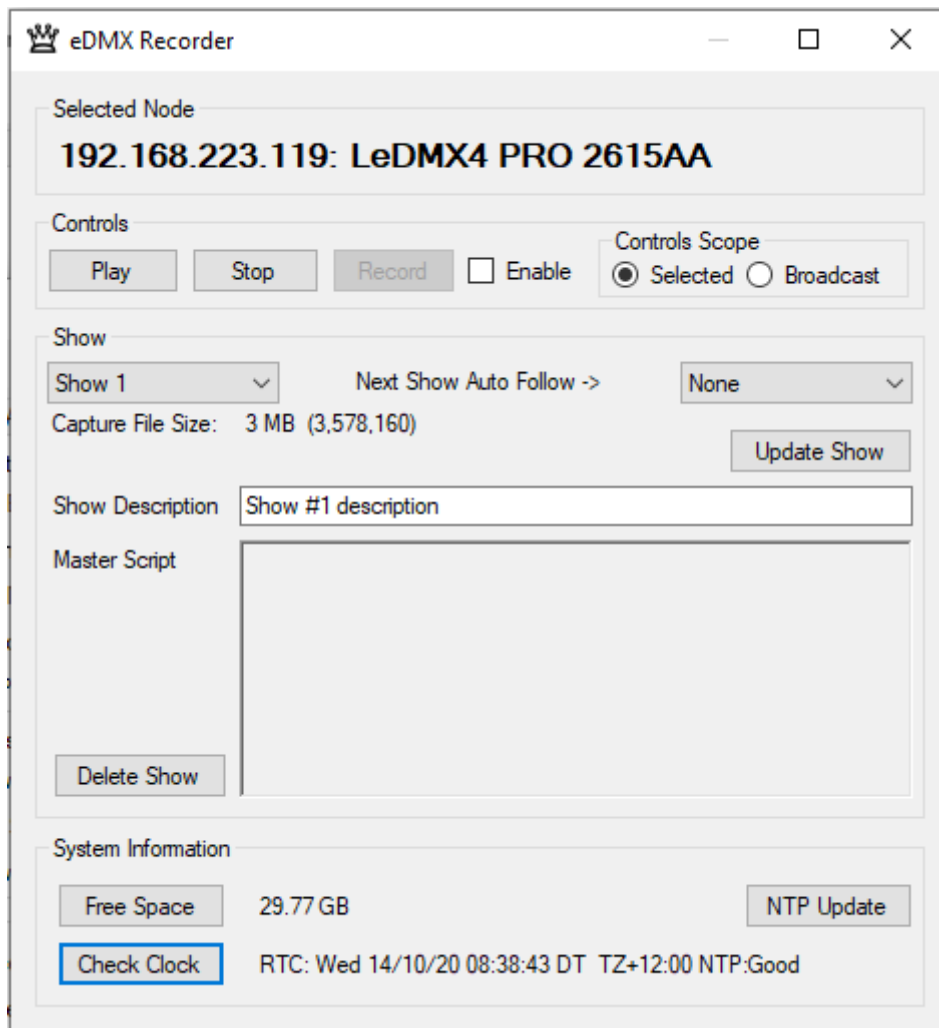 eDMX Recorder
Selected Node
192.168.223.119: LeDMX4 PRO 2615AA
Controls
Play Stop Record Enable
Controls Scope
Selected Broadcast
Show
Show 1 Next Show Auto Follow -> None
Capture File Size: 3 MB (3,578,160)
Update Show
Show Description Show #1 description
Master Script
Delete Show
System Information
Free Space 29.77 GB NTP Update
Check Clock RTC: Wed 14/10/20 08:38:43 DT TZ+12:00 NTP:Good